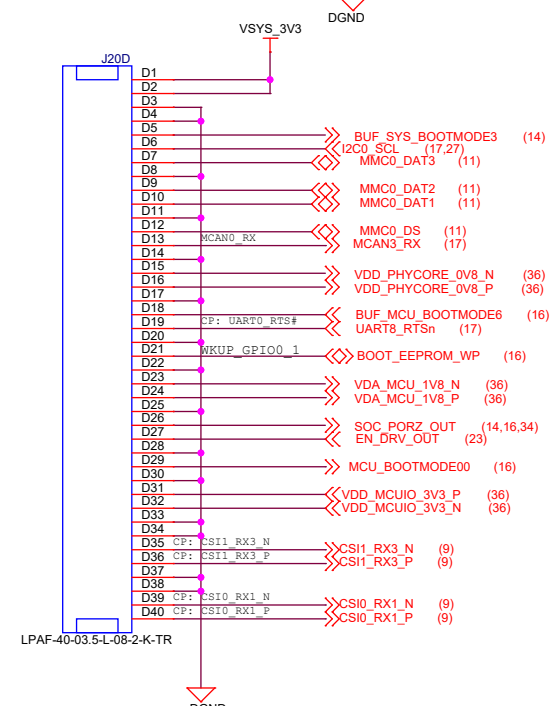 DGND
VSYS_3V3
J20D
D1
D2
D3
D4
D5 BUF_SYS_BOOTMODE3 (14)
D6 I2C0_SCL (17,27)
D7 MMC0_DAT3 (11)
D8
D9 MMC0_DAT2 (11)
D10 MMC0_DAT1 (11)
D11
D12 MMC0_DS (11)
D13 MCAN0_RX MCAN3_RX (17)
D14
D15 VDD_PHYCORE_0V8_N (36)
D16 VDD_PHYCORE_0V8_P (36)
D17
D18 BUF_MCU_BOOTMODE6 (16)
D19 CP: UART0_RTS# UART8_RTSn (17)
D20
D21 WKUP_GPIO0_1 BOOT_EEPROM_WP (16)
D22
D23 VDA_MCU_1V8_N (36)
D24 VDA_MCU_1V8_P (36)
D25
D26 SOC_PORZ_OUT (14,16,34)
D27 EN_DRV_OUT (23)
D28
D29 MCU_BOOTMODE00 (16)
D30
D31 VDD_MCUIO_3V3_P (36)
D32 VDD_MCUIO_3V3_N (36)
D33
D34
D35 CP: CSI1_RX3_N CSI1_RX3_N (9)
D36 CP: CSI1_RX3_P CSI1_RX3_P (9)
D37
D38
D39 CP: CSI0_RX1_N CSI0_RX1_N (9)
D40 CP: CSI0_RX1_P CSI0_RX1_P (9)
LPAF-40-03.5-L-08-2-K-TR
DGND